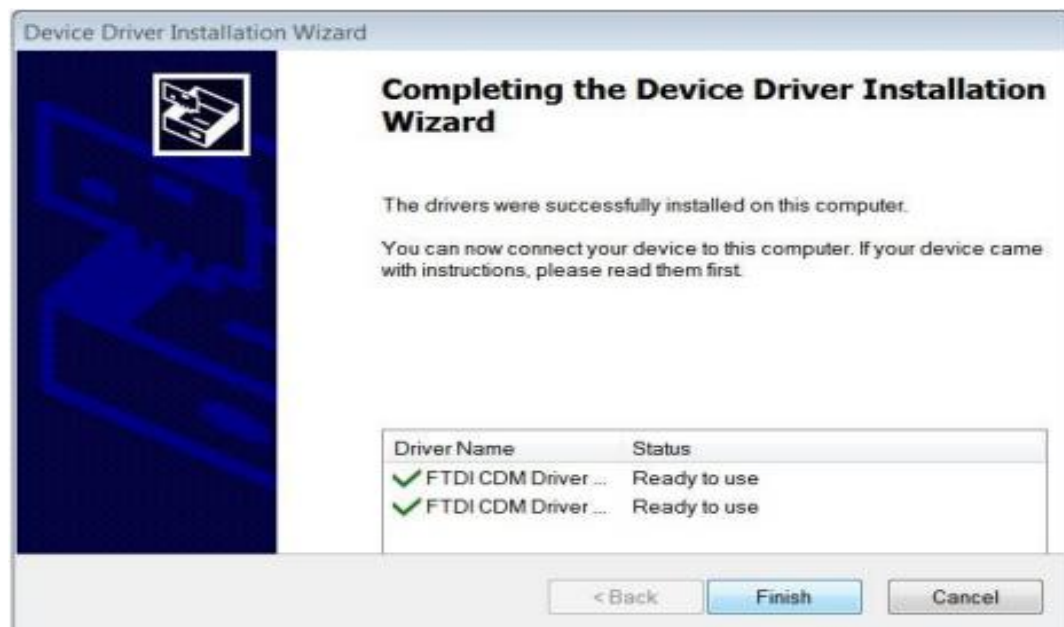 Device Driver Installation Wizard
Completing the Device Driver Installation
Wizard
The drivers were successfully installed on this computer.
You can now connect your device to this computer. If your device came
with instructions, please read them first.
Driver Name Status
FTDI CDM Driver ... Ready to use
FTDI CDM Driver ... Ready to use
< Back Finish Cancel